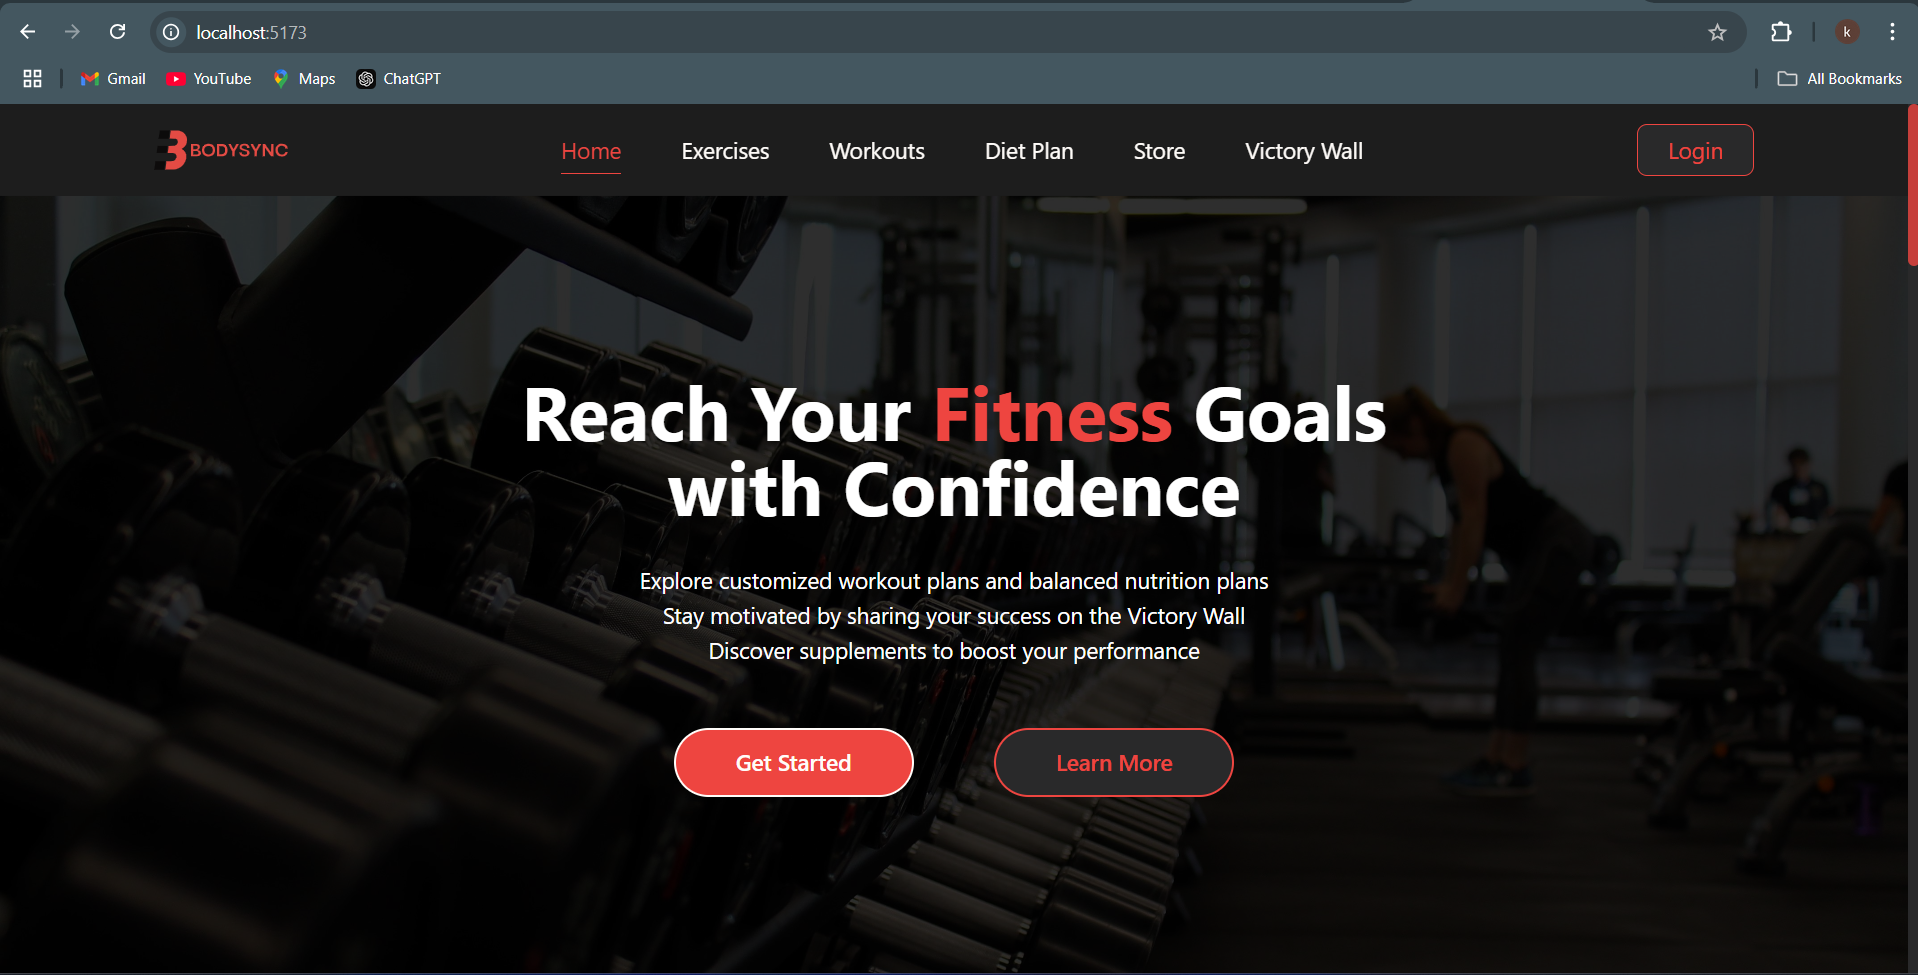 localhost:5173
k
Gmail YouTube Maps ChatGPT All Bookmarks
BODYSYNC Home Exercises Workouts Diet Plan Store Victory Wall Login
Reach Your Fitness Goals
with Confidence
Explore customized workout plans and balanced nutrition plans
Stay motivated by sharing your success on the Victory Wall
Discover supplements to boost your performance
Get Started Learn More